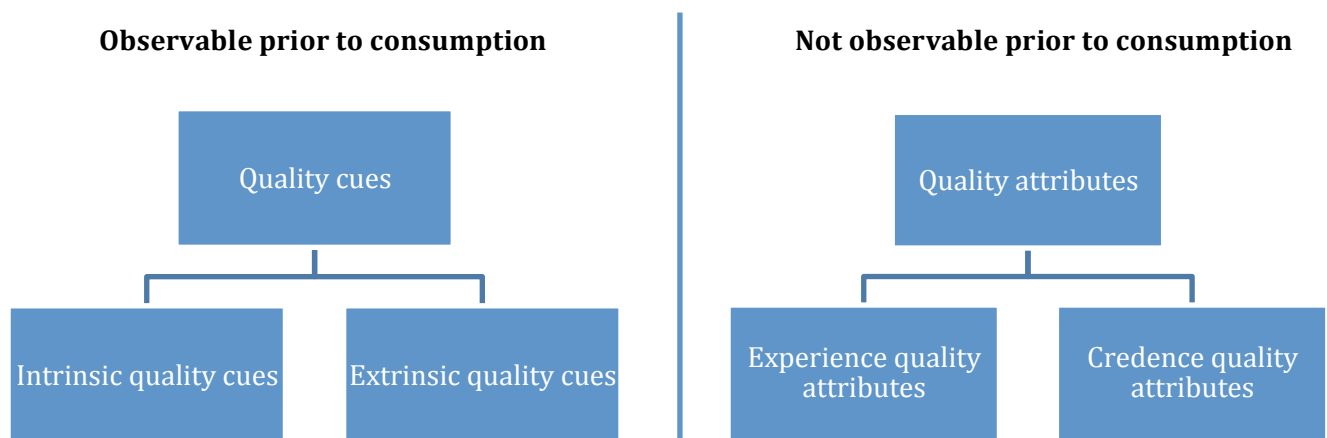 Observable prior to consumption
Not observable prior to consumption
Quality cues
Quality attributes
Intrinsic quality cues
Extrinsic quality cues
Experience quality
attributes
Credence quality
attributes